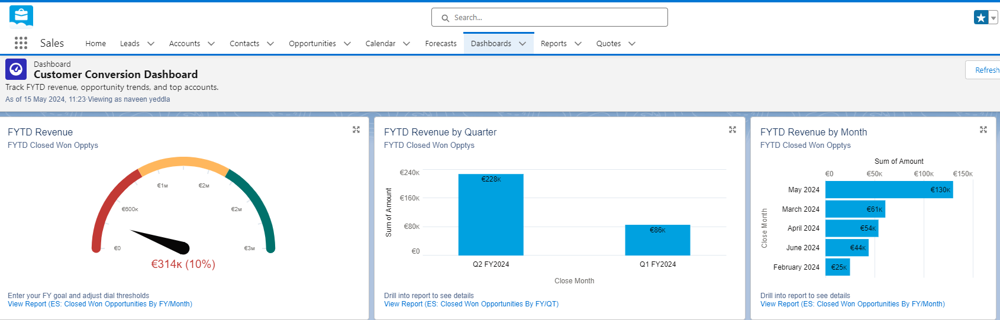 Search...
Sales
Home
Leads
Accounts
Contacts
Opportunities
Calendar
Forecasts
Dashboards
Reports
Quotes
Dashboard
Customer Conversion Dashboard
Track FYTD revenue, opportunity trends, and top accounts.
As of 15 May 2024, 11:23·Viewing as naveen yeddla
Refresh
FYTD Revenue
FYTD Closed Won Opptys
€0
€600K
€1M
€2M
€2M
€3M
€314K (10%)
Enter your FY goal and adjust dial thresholds
View Report (ES: Closed Won Opportunities By FY/Month)
FYTD Revenue by Quarter
FYTD Closed Won Opptys
Sum of Amount
€240K
€160K
€80K
€0
€228K
€86K
Q2 FY2024
Q1 FY2024
Close Month
Drill into report to see details
View Report (ES: Closed Won Opportunities By FY/QT)
FYTD Revenue by Month
FYTD Closed Won Opptys
Sum of Amount
€0
€50K
€100K
€150K
Close Month
May 2024
€130K
March 2024
€61K
April 2024
€54K
June 2024
€44K
February 2024
€25K
Drill into report to see details
View Report (ES: Closed Won Opportunities By FY/Month)